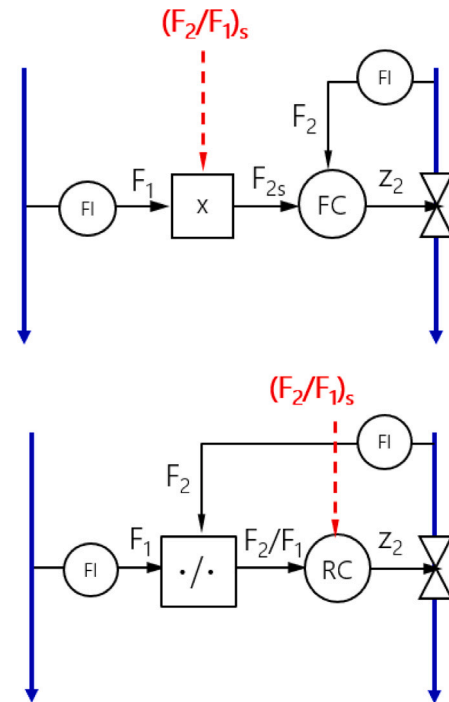 (F₂/F₁)ₛ
FI
F₂
F₁
F₂ₛ
z₂
FI
x
FC
(F₂/F₁)ₛ
FI
F₂
F₁
F₂/F₁
z₂
FI
·/·
RC